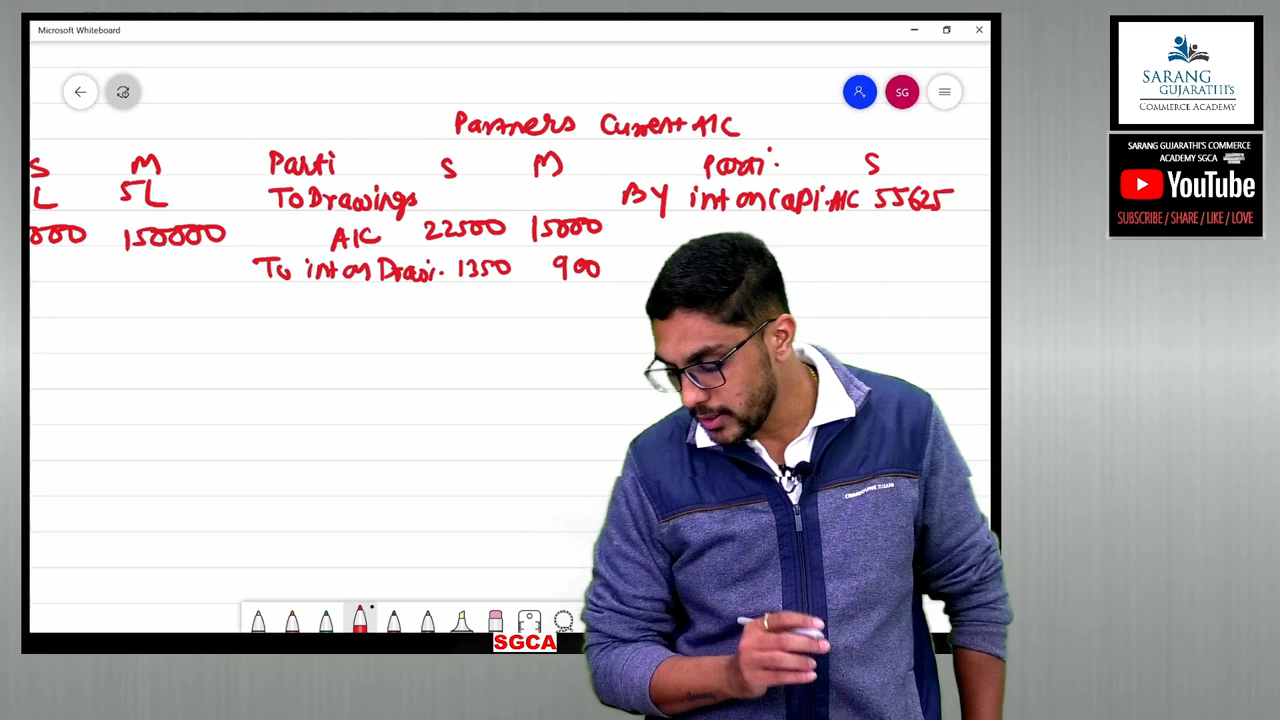 Microsoft Whiteboard
SG
Partners Current A/C
S M Parti S M Parti. S
L 5L To Drawings By int on Capi. A/C 55625
000 150000 A/C 22500 15000
To int on Drawi. 1350 900
SGCA
SARANG
GUJARATHI'S
COMMERCE ACADEMY
SARANG GUJARATHI'S COMMERCE
ACADEMY SGCA
YouTube
SUBSCRIBE / SHARE / LIKE / LOVE